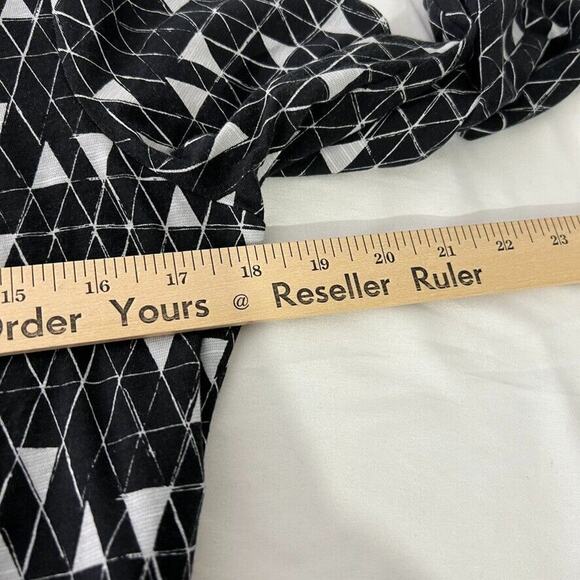 15 16 17 18 19 20 21 22 23
Order Yours @ Reseller Ruler